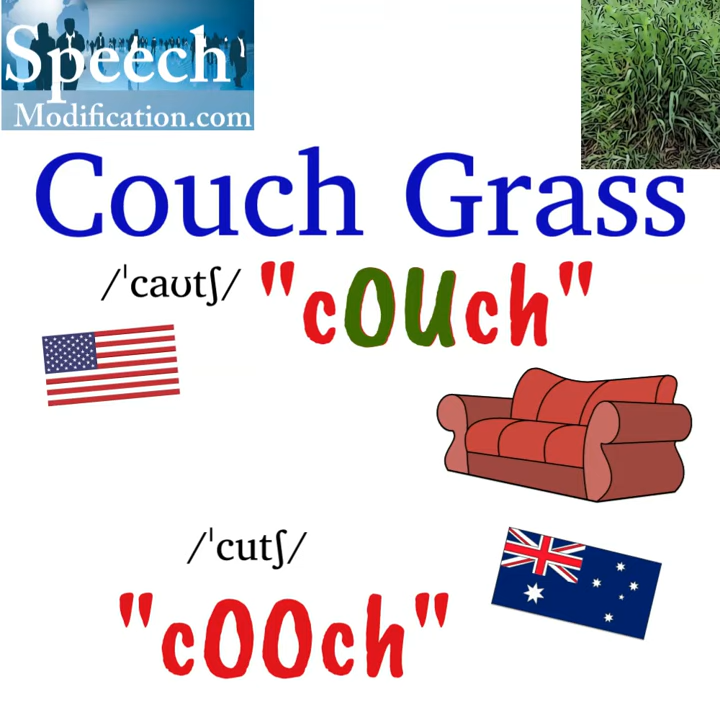 Speech
Modification.com
Couch Grass
/ˈcaʊtʃ/ "cOUch"
/ˈcutʃ/
"cOOch"